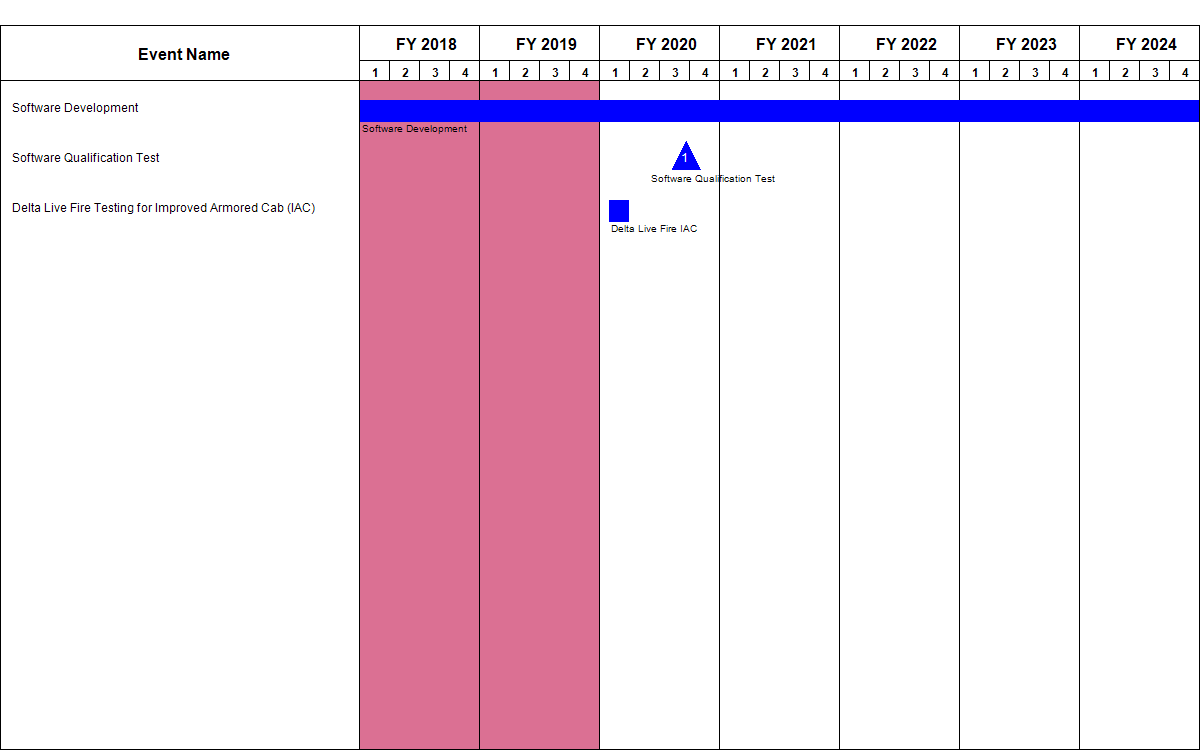 Event Name
FY 2018 FY 2019 FY 2020 FY 2021 FY 2022 FY 2023 FY 2024
1 2 3 4 1 2 3 4 1 2 3 4 1 2 3 4 1 2 3 4 1 2 3 4 1 2 3 4
Software Development
Software Development
Software Qualification Test
1
Software Qualification Test
Delta Live Fire Testing for Improved Armored Cab (IAC)
Delta Live Fire IAC